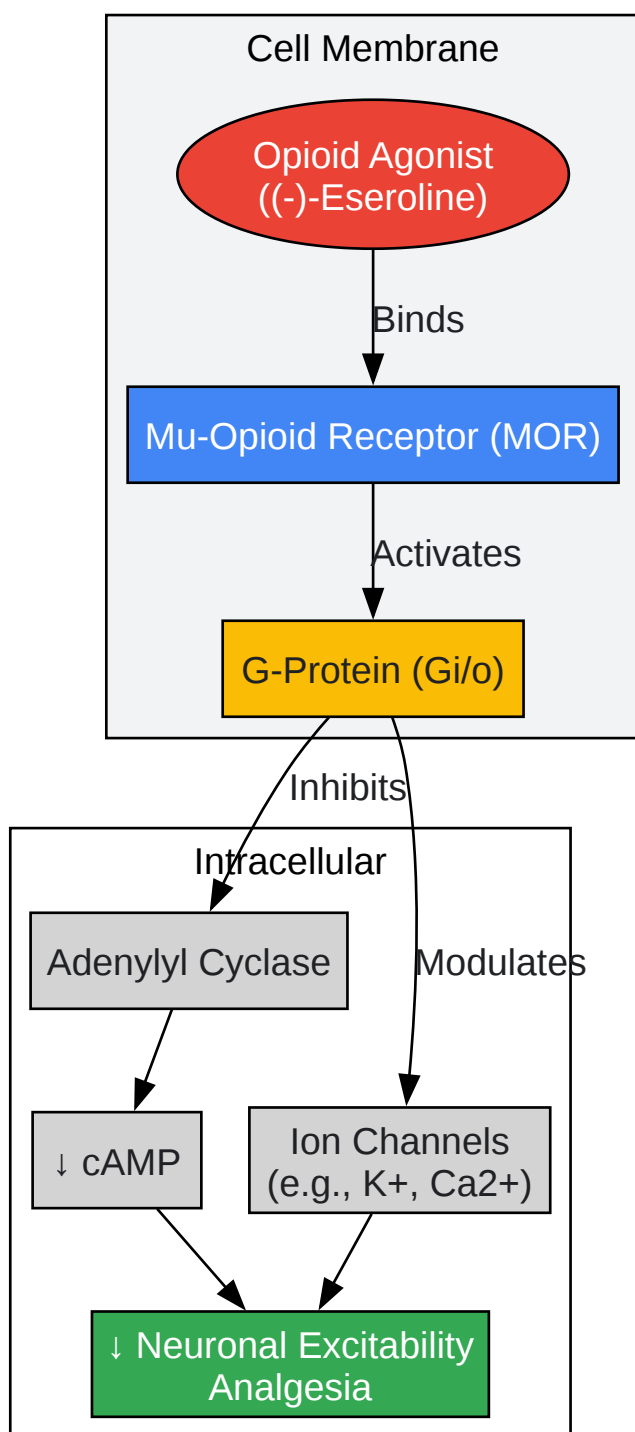 Cell Membrane
Opioid Agonist
((-)-Eseroline)
Binds
Mu-Opioid Receptor (MOR)
Activates
G-Protein (Gi/o)
Inhibits
Intracellular
Adenylyl Cyclase
Modulates
↓ cAMP
Ion Channels
(e.g., K+, Ca2+)
↓ Neuronal Excitability
Analgesia